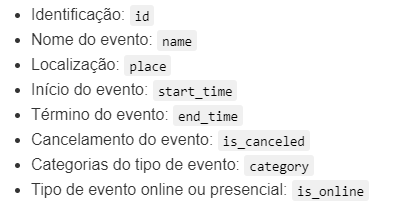 Identificação: id
Nome do evento: name
Localização: place
Início do evento: start_time
Término do evento: end_time
Cancelamento do evento: is_canceled
Categorias do tipo de evento: category
Tipo de evento online ou presencial: is_online